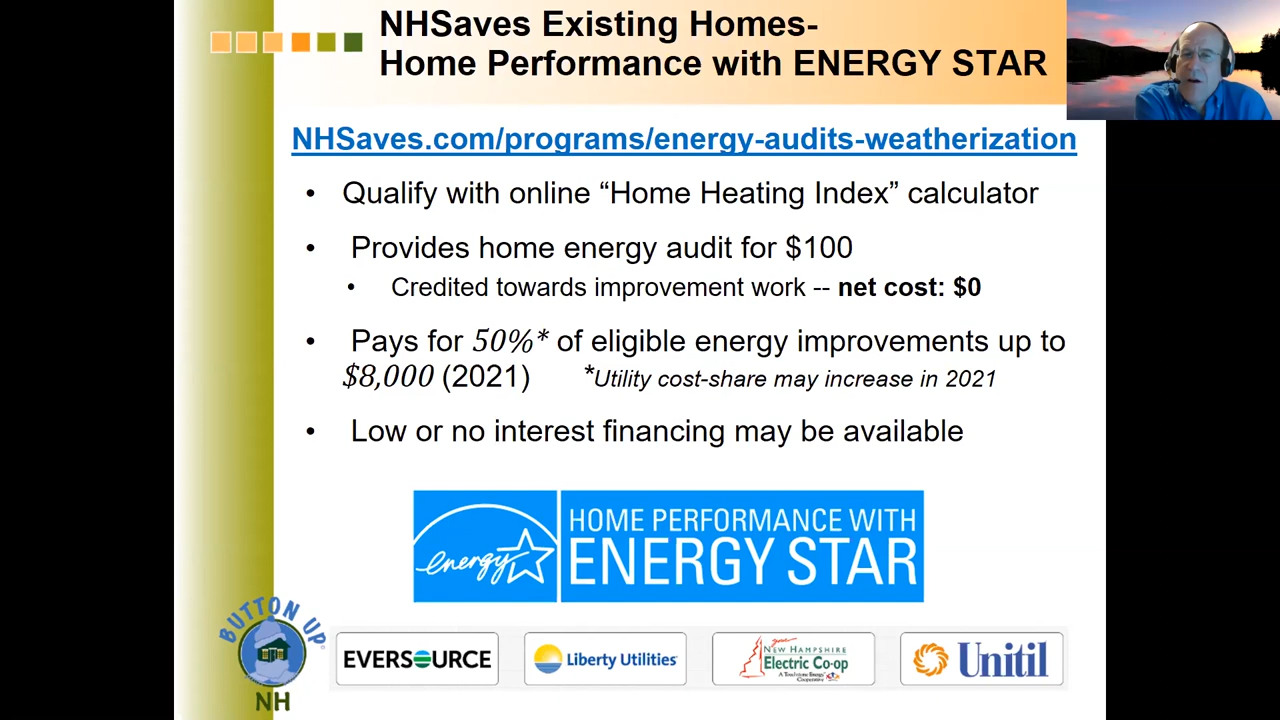 NHSaves Existing Homes-
Home Performance with ENERGY STAR
NHSaves.com/programs/energy-audits-weatherization
• Qualify with online “Home Heating Index” calculator
• Provides home energy audit for $100
• Credited towards improvement work -- net cost: $0
• Pays for 50%* of eligible energy improvements up to
$8,000 (2021) *Utility cost-share may increase in 2021
• Low or no interest financing may be available
energy
HOME PERFORMANCE WITH
ENERGY STAR
BUTTON UP
NH
EVERSOURCE
Liberty Utilities
New Hampshire
Electric Co-op
A Touchstone Energy
Cooperative
Unitil